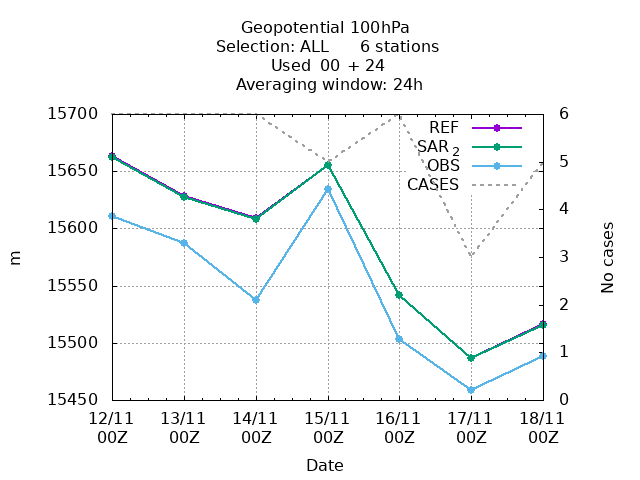 Geopotential 100hPa
Selection: ALL      6 stations
Used  00  + 24
Averaging window: 24h
15700
15650
15600
15550
15500
15450
m
6
5
4
3
2
1
0
No cases
REF
SAR 2
OBS
CASES
12/11 13/11 14/11 15/11 16/11 17/11 18/11
00Z 00Z 00Z 00Z 00Z 00Z 00Z
Date